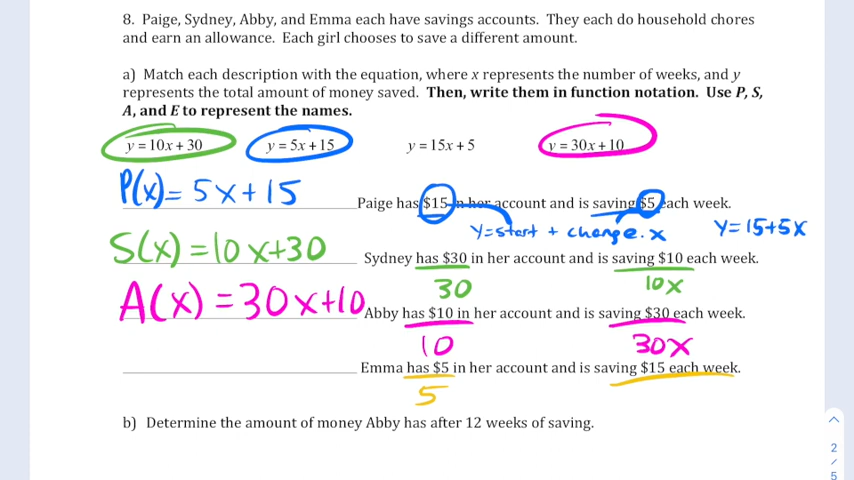 8. Paige, Sydney, Abby, and Emma each have savings accounts. They each do household chores
and earn an allowance. Each girl chooses to save a different amount.
a) Match each description with the equation, where x represents the number of weeks, and y
represents the total amount of money saved. Then, write them in function notation. Use P, S,
A, and E to represent the names.
y = 10x + 30 y = 5x + 15 y = 15x + 5 y = 30x + 10
P(x) = 5x + 15 Paige has $15 in her account and is saving $5 each week.
y = start + change · x y = 15 + 5x
S(x) = 10x + 30 Sydney has $30 in her account and is saving $10 each week.
30 10x
A(x) = 30x + 10 Abby has $10 in her account and is saving $30 each week.
10 30x
Emma has $5 in her account and is saving $15 each week.
5
b) Determine the amount of money Abby has after 12 weeks of saving.
2
/
5